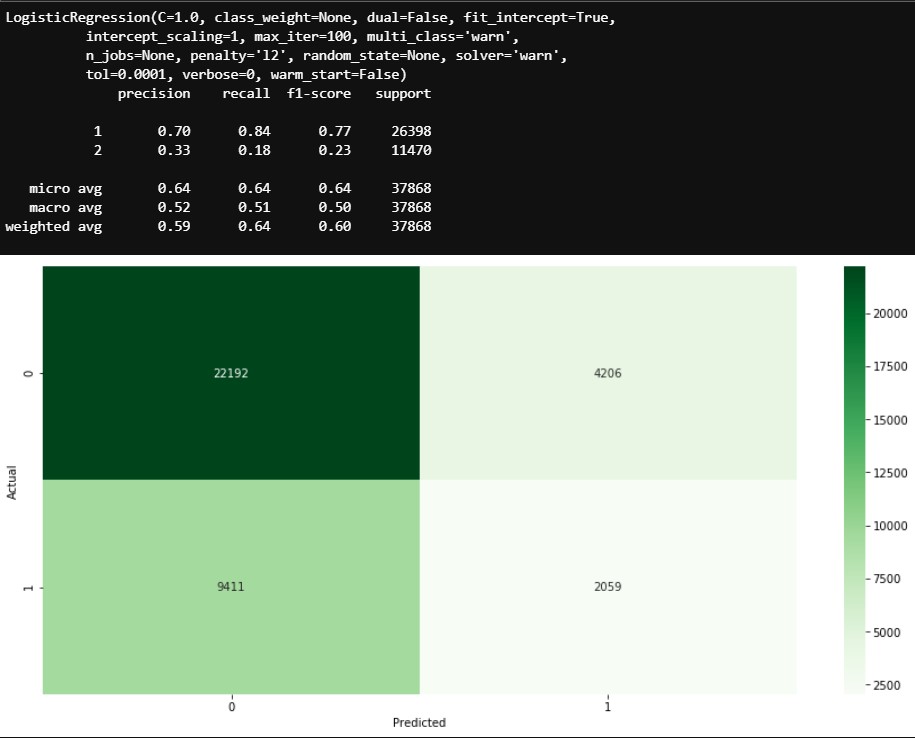 LogisticRegression(C=1.0, class_weight=None, dual=False, fit_intercept=True,
intercept_scaling=1, max_iter=100, multi_class='warn',
n_jobs=None, penalty='l2', random_state=None, solver='warn',
tol=0.0001, verbose=0, warm_start=False)
precision recall f1-score support
1 0.70 0.84 0.77 26398
2 0.33 0.18 0.23 11470
micro avg 0.64 0.64 0.64 37868
macro avg 0.52 0.51 0.50 37868
weighted avg 0.59 0.64 0.60 37868
0
22192
4206
Actual
1
9411
2059
0 1
Predicted
20000
17500
15000
12500
10000
7500
5000
2500